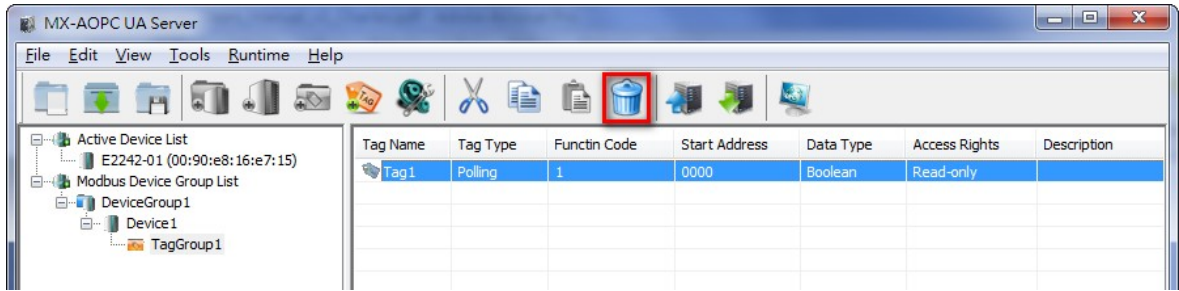 MX-AOPC UA Server
File Edit View Tools Runtime Help
TAG
Active Device List
E2242-01 (00:90:e8:16:e7:15)
Modbus Device Group List
DeviceGroup1
Device1
TagGroup1
Tag Name Tag Type Functin Code Start Address Data Type Access Rights Description
Tag1 Polling 1 0000 Boolean Read-only